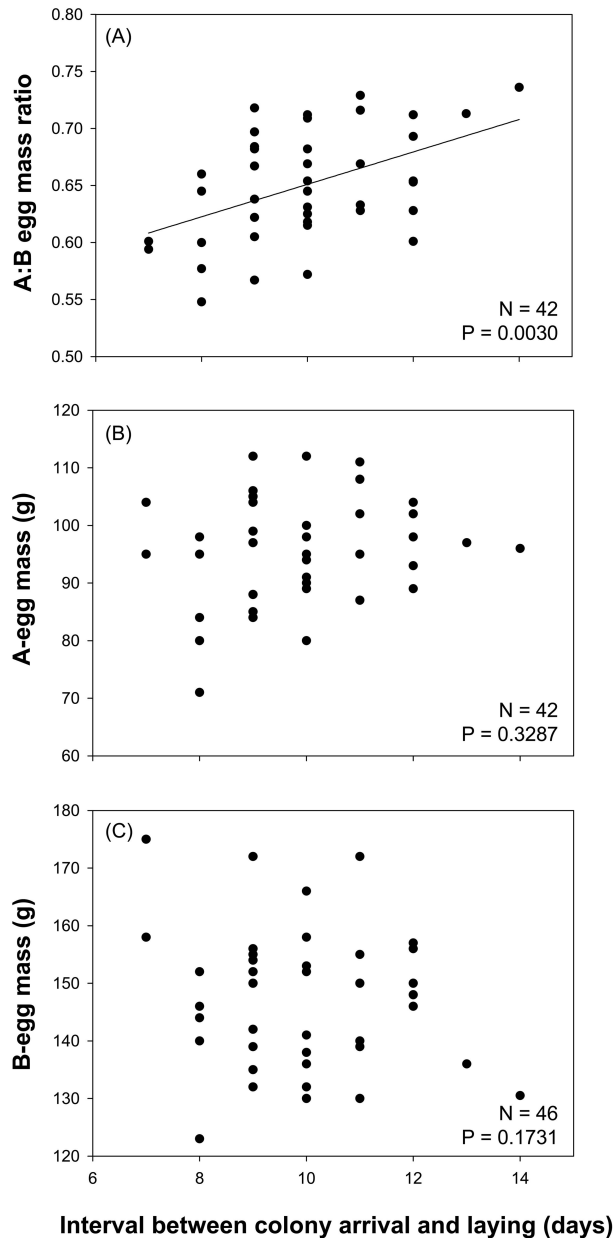 (A)
A:B egg mass ratio
0.80
0.75
0.70
0.65
0.60
0.55
0.50
N = 42
P = 0.0030
(B)
A-egg mass (g)
120
110
100
90
80
70
60
N = 42
P = 0.3287
(C)
B-egg mass (g)
180
170
160
150
140
130
120
N = 46
P = 0.1731
6 8 10 12 14
Interval between colony arrival and laying (days)